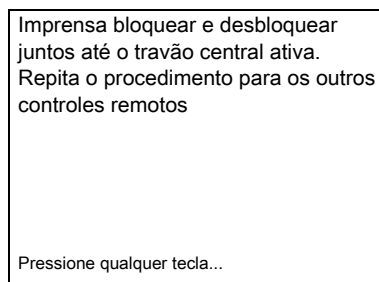 Imprensa bloquear e desbloquear
juntos até o travão central ativa.
Repita o procedimento para os outros
controles remotos
Pressione qualquer tecla...